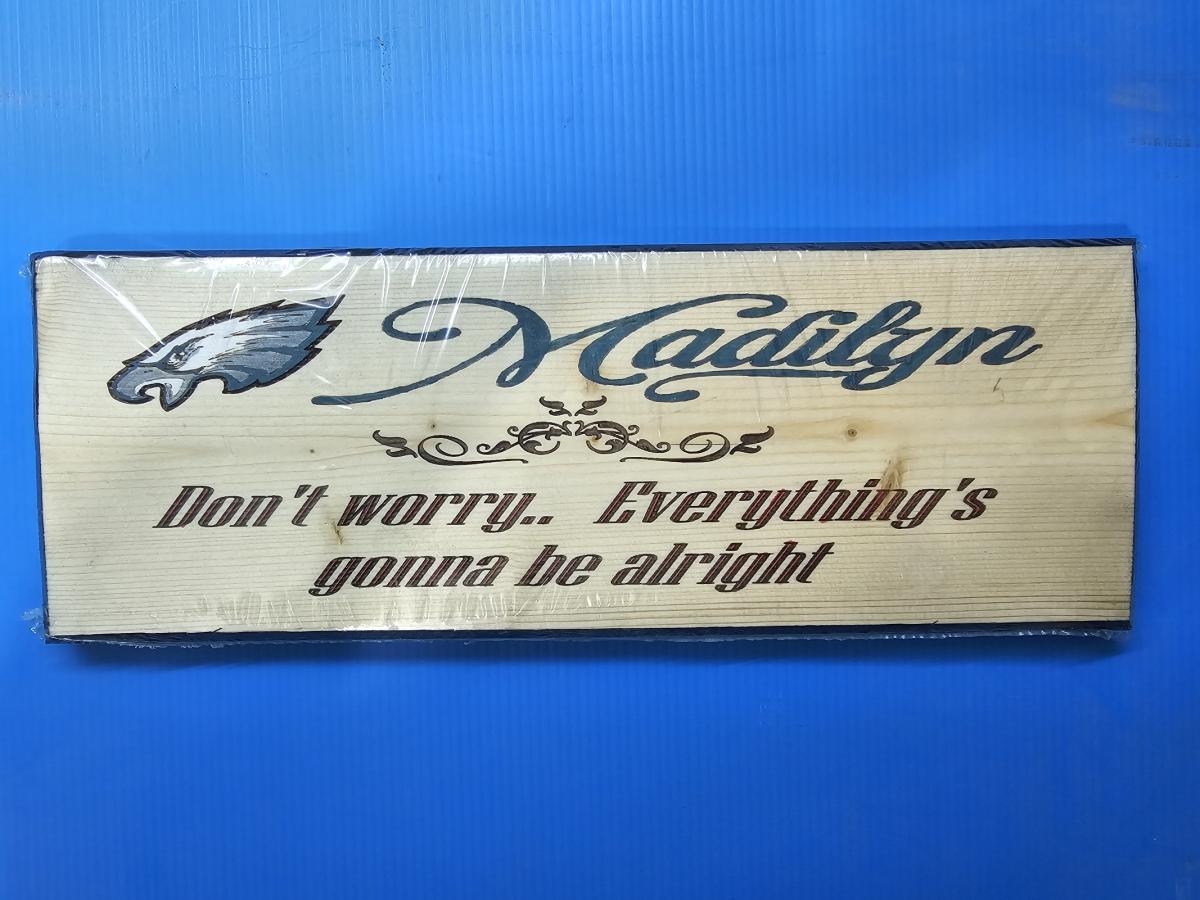 Madilyn
Don't worry.. Everything's
gonna be alright